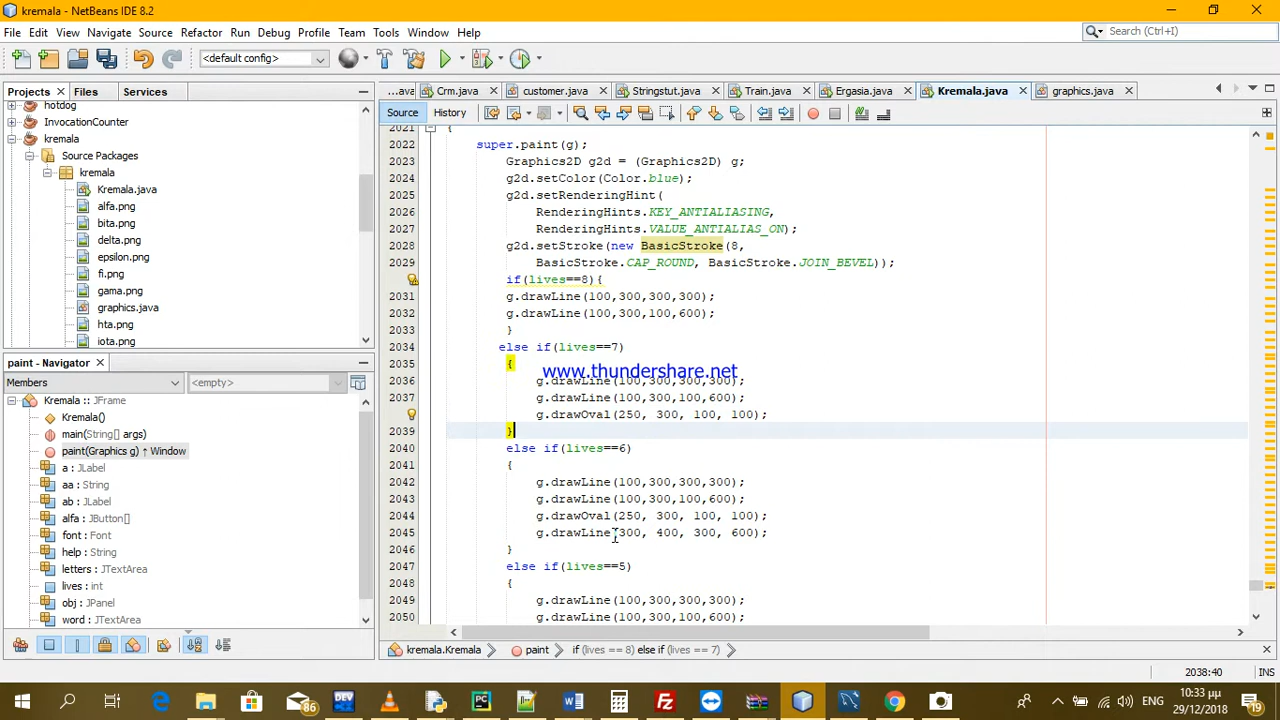 kremala - NetBeans IDE 8.2
File Edit View Navigate Source Refactor Run Debug Profile Team Tools Window Help
Search (Ctrl+I)
<default config>
Projects Files Services
hotdog
InvocationCounter
kremala
Source Packages
kremala
Kremala.java
alfa.png
bita.png
delta.png
epsilon.png
fi.png
gama.png
graphics.java
hta.png
iota.png
paint - Navigator
Members <empty>
Kremala :: JFrame
Kremala()
main(String[] args)
paint(Graphics g) ↑ Window
a : JLabel
aa : String
ab : JLabel
alfa : JButton[]
font : Font
help : String
letters : JTextArea
lives : int
obj : JPanel
word : JTextArea
...ava Crm.java customer.java Stringstut.java Train.java Ergasia.java Kremala.java graphics.java
Source History
2021 {
2022 super.paint(g);
2023 Graphics2D g2d = (Graphics2D) g;
2024 g2d.setColor(Color.blue);
2025 g2d.setRenderingHint(
2026 RenderingHints.KEY_ANTIALIASING,
2027 RenderingHints.VALUE_ANTIALIAS_ON);
2028 g2d.setStroke(new BasicStroke(8,
2029 BasicStroke.CAP_ROUND, BasicStroke.JOIN_BEVEL));
if(lives==8){
2031 g.drawLine(100,300,300,300);
2032 g.drawLine(100,300,100,600);
2033 }
2034 else if(lives==7)
2035 {
www.thundershare.net
2036 g.drawLine(100,300,300,300);
2037 g.drawLine(100,300,100,600);
g.drawOval(250, 300, 100, 100);
2039 }
2040 else if(lives==6)
2041 {
2042 g.drawLine(100,300,300,300);
2043 g.drawLine(100,300,100,600);
2044 g.drawOval(250, 300, 100, 100);
2045 g.drawLine(300, 400, 300, 600);
2046 }
2047 else if(lives==5)
2048 {
2049 g.drawLine(100,300,300,300);
2050 g.drawLine(100,300,100,600);
kremala.Kremala paint if (lives == 8) else if (lives == 7)
2038:40 INS
86
DEV
PC
ENG
10:33 μμ
29/12/2018
19